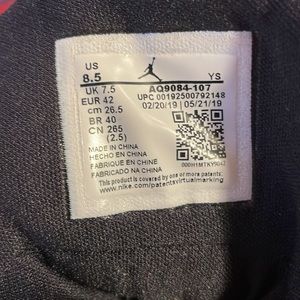 US
8.5 YS
UK 7.5 AQ9084-107
EUR 42 UPC 00192500792148
cm 26.5 02/20/19 05/21/19
BR 40
CN 265
(2.5)
MADE IN CHINA
HECHO EN CHINA
FABRIQUE EN CHINE
FABRICADO NA CHINA
This product is covered by one or more patents. See
www.nike.com/patentsvirtualmarking